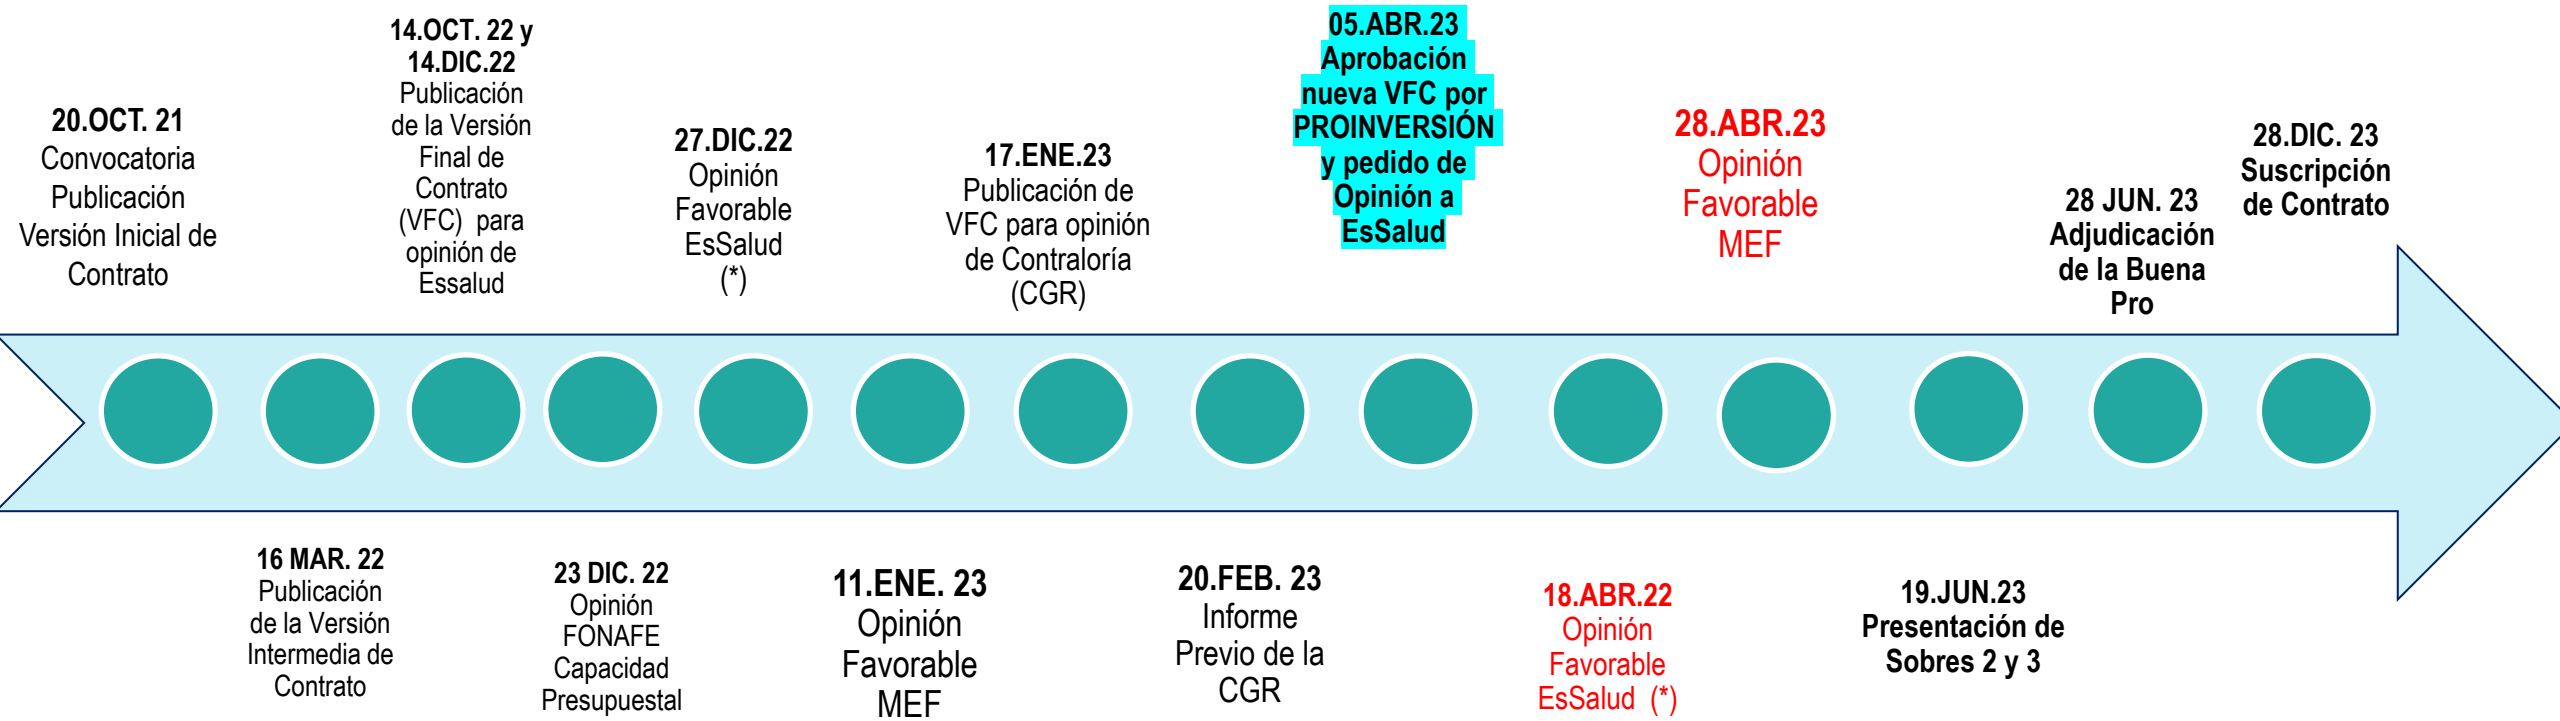 20.OCT. 21
Convocatoria
Publicación
Versión Inicial de
Contrato
16 MAR. 22
Publicación
de la Versión
Intermedia de
Contrato
14.OCT. 22 y
14.DIC.22
Publicación
de la Versión
Final de
Contrato
(VFC) para
opinión de
Essalud
23 DIC. 22
Opinión
FONAFE
Capacidad
Presupuestal
27.DIC.22
Opinión
Favorable
EsSalud
(*)
11.ENE. 23
Opinión
Favorable
MEF
17.ENE.23
Publicación de
VFC para opinión
de Contraloría
(CGR)
20.FEB. 23
Informe
Previo de la
CGR
05.ABR.23
Aprobación
nueva VFC por
PROINVERSIÓN
y pedido de
Opinión a
EsSalud
18.ABR.22
Opinión
Favorable
EsSalud (*)
28.ABR.23
Opinión
Favorable
MEF
19.JUN.23
Presentación de
Sobres 2 y 3
28 JUN. 23
Adjudicación
de la Buena
Pro
28.DIC. 23
Suscripción
de Contrato